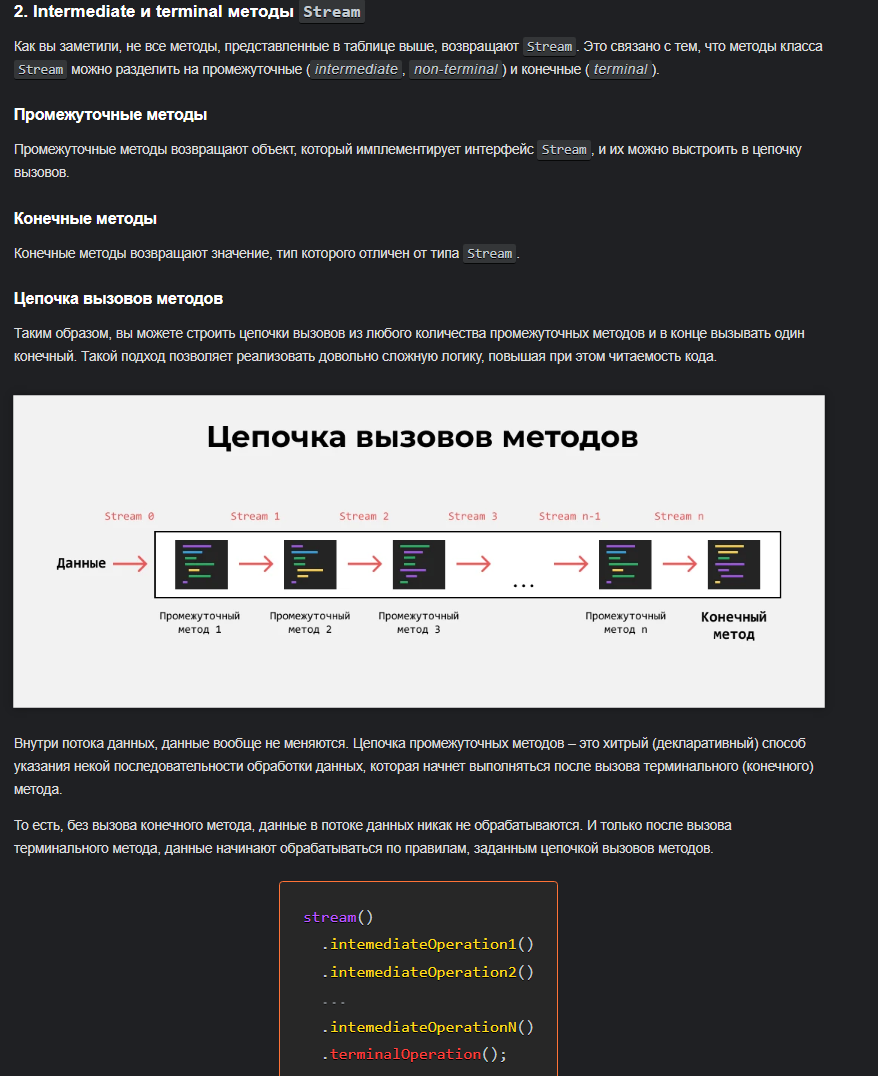 2. Intermediate и terminal методы Stream
Как вы заметили, не все методы, представленные в таблице выше, возвращают Stream. Это связано с тем, что методы класса
Stream можно разделить на промежуточные (intermediate, non-terminal) и конечные (terminal).
Промежуточные методы
Промежуточные методы возвращают объект, который имплементирует интерфейс Stream, и их можно выстроить в цепочку
вызовов.
Конечные методы
Конечные методы возвращают значение, тип которого отличен от типа Stream.
Цепочка вызовов методов
Таким образом, вы можете строить цепочки вызовов из любого количества промежуточных методов и в конце вызывать один
конечный. Такой подход позволяет реализовать довольно сложную логику, повышая при этом читаемость кода.
Цепочка вызовов методов
Stream 0 Stream 1 Stream 2 Stream 3 Stream n-1 Stream n
Данные ...
Промежуточный Промежуточный Промежуточный Промежуточный Конечный
метод 1 метод 2 метод 3 метод n метод
Внутри потока данных, данные вообще не меняются. Цепочка промежуточных методов – это хитрый (декларативный) способ
указания некой последовательности обработки данных, которая начнет выполняться после вызова терминального (конечного)
метода.
То есть, без вызова конечного метода, данные в потоке данных никак не обрабатываются. И только после вызова
терминального метода, данные начинают обрабатываться по правилам, заданным цепочкой вызовов методов.
stream()
.intemediateOperation1()
.intemediateOperation2()
...
.intemediateOperationN()
.terminalOperation();